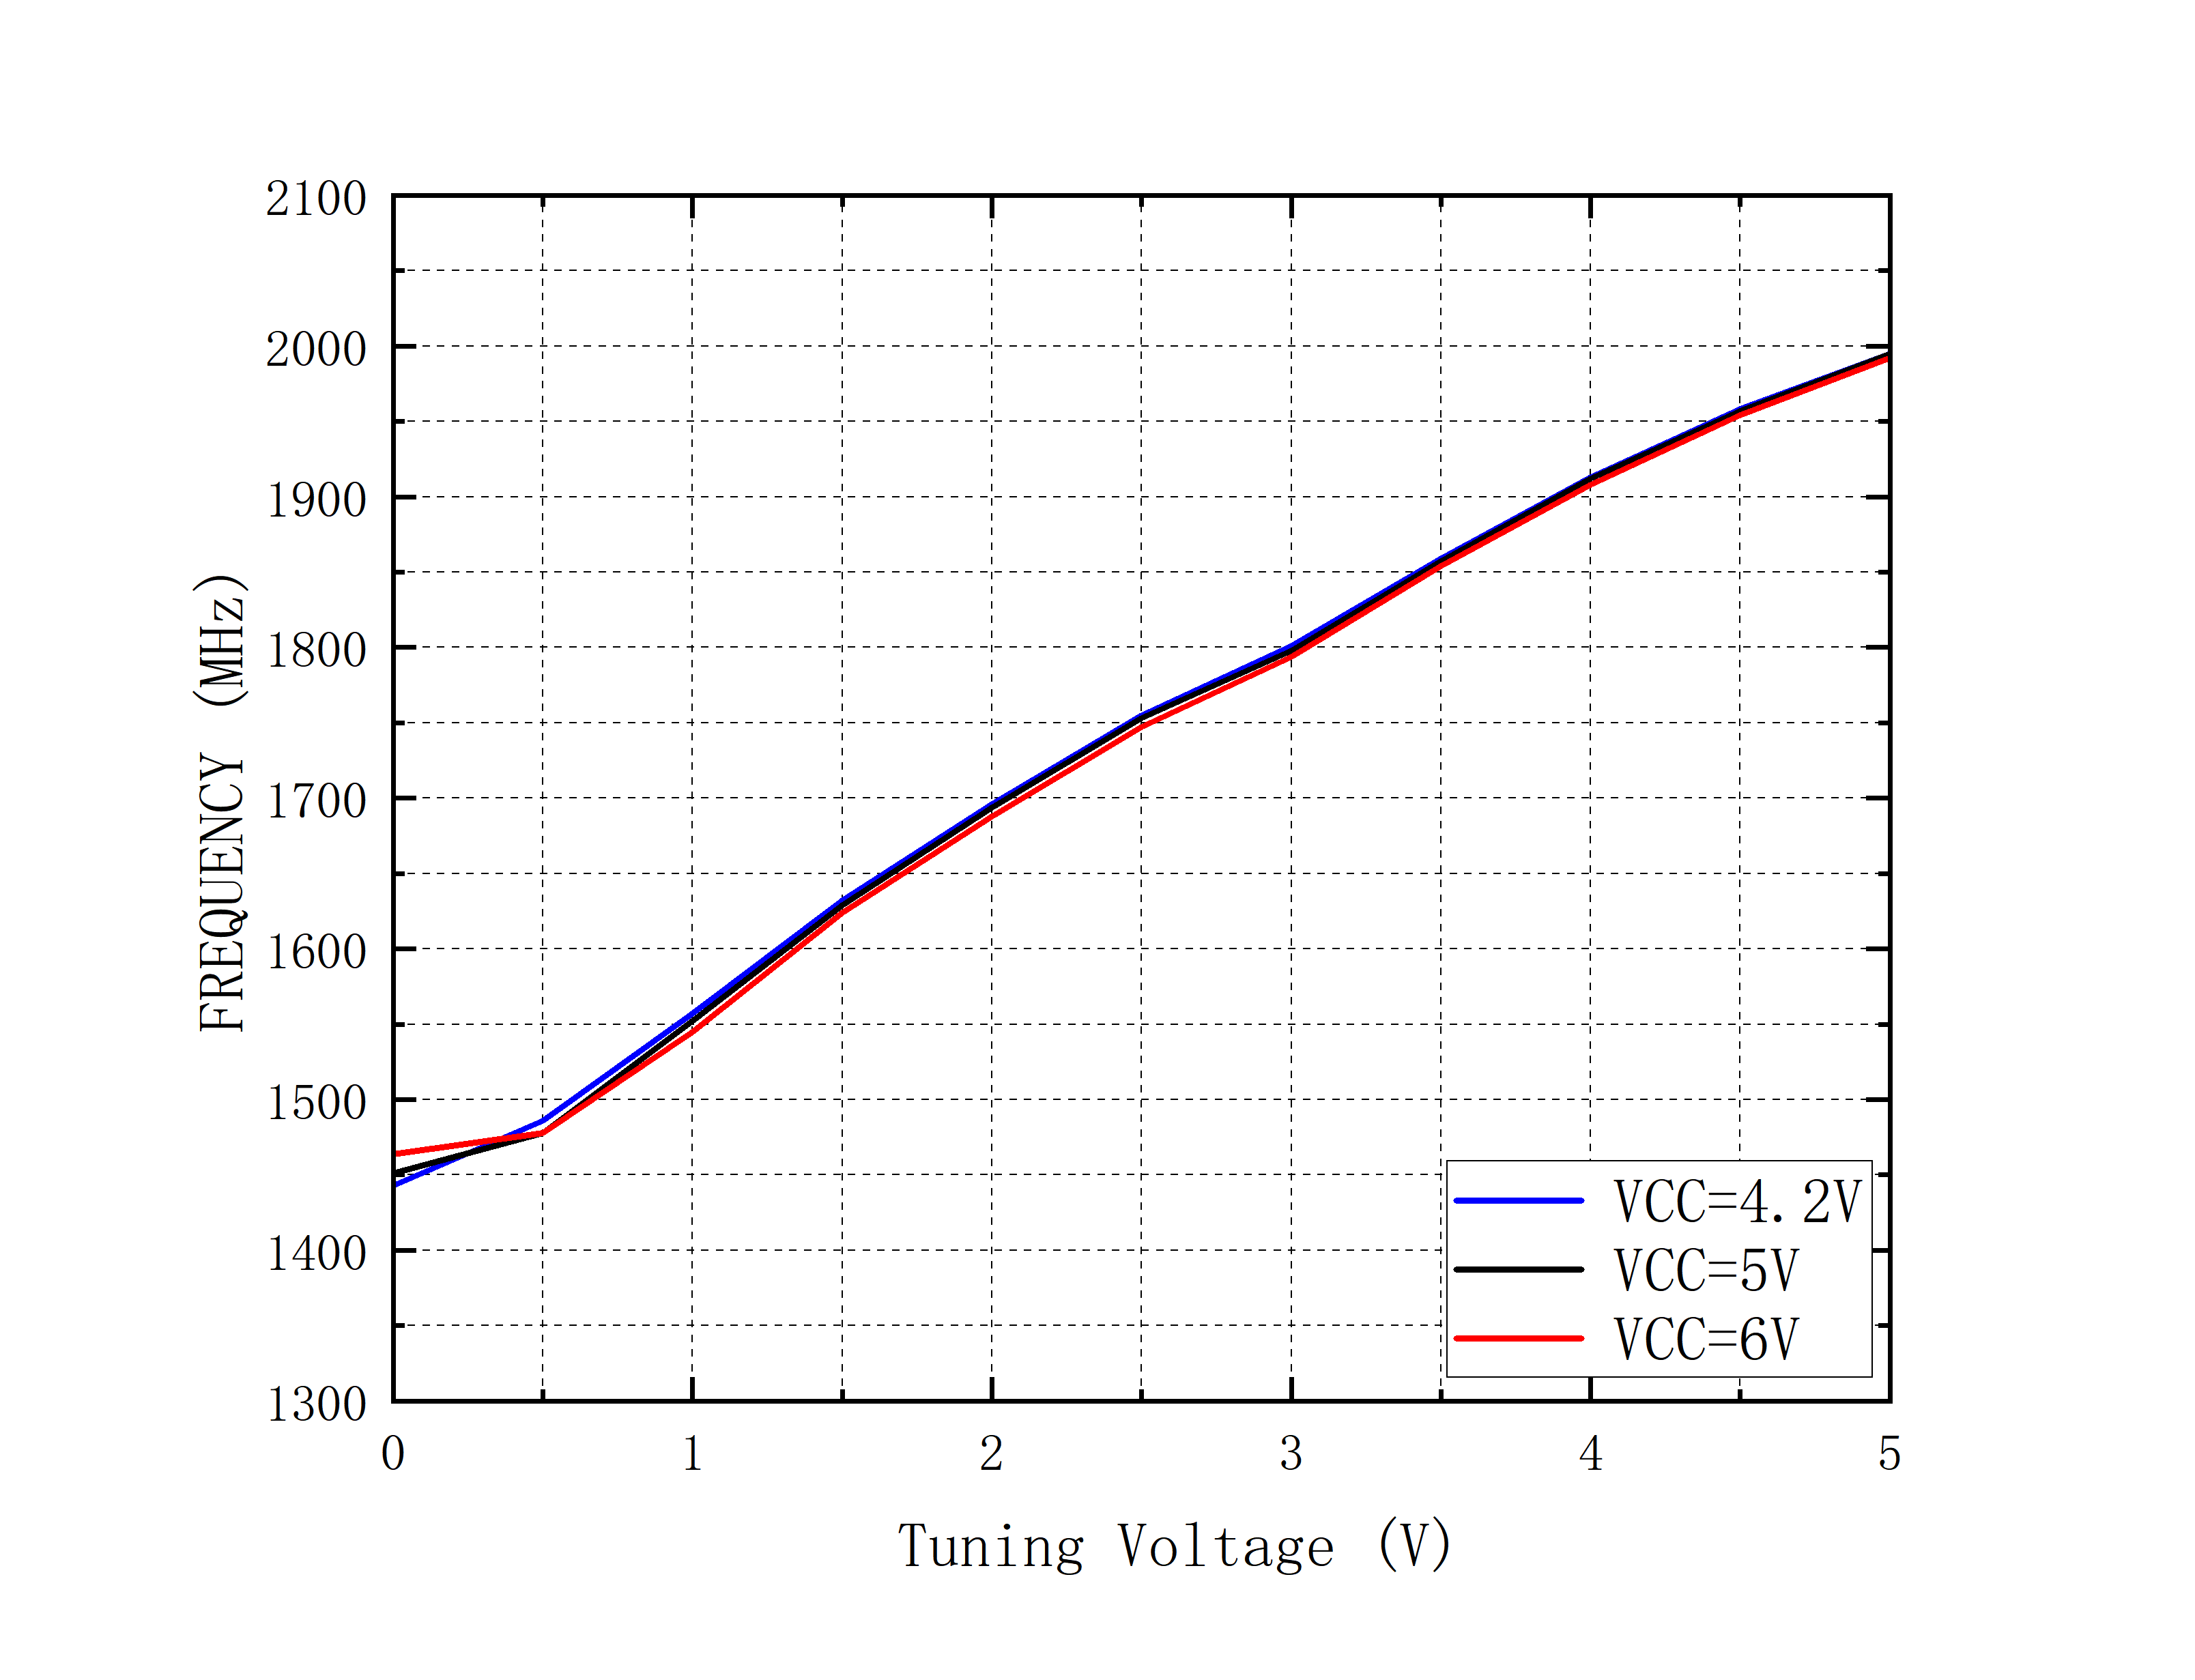 2100
2000
1900
1800
1700
1600
1500
1400
1300
FREQUENCY (MHz)
VCC=4.2V
VCC=5V
VCC=6V
0 1 2 3 4 5
Tuning Voltage (V)